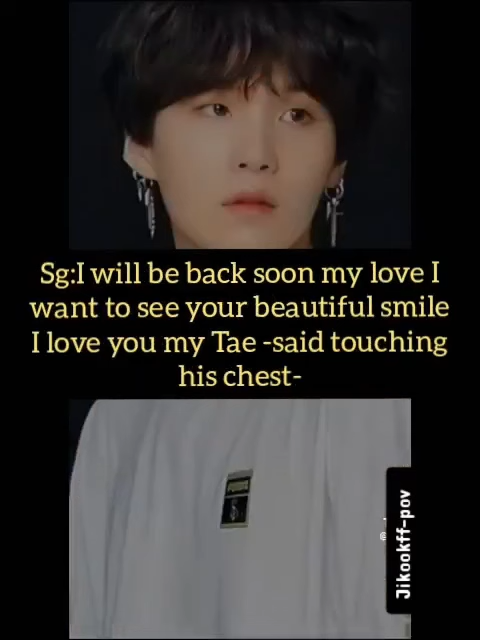 Sg:I will be back soon my love I
want to see your beautiful smile
I love you my Tae -said touching
his chest-
Jikookff-pov